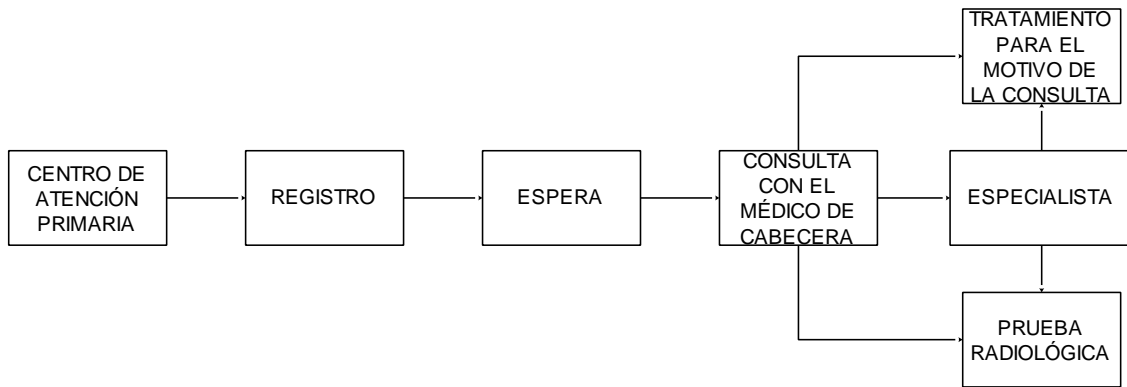 TRATAMIENTO
PARA EL
MOTIVO DE
LA CONSULTA
CENTRO DE
ATENCIÓN
PRIMARIA
REGISTRO
ESPERA
CONSULTA
CON EL
MÉDICO DE
CABECERA
ESPECIALISTA
PRUEBA
RADIOLÓGICA